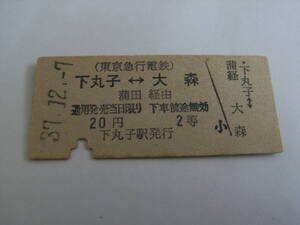 37.12.-7
(東京急行電鉄)
下丸子 ↔ 大森
蒲田 経由
通用発売当日限り 下車前途無効
20円 2等
下丸子駅発行
・下丸子↔大森
蒲経
小